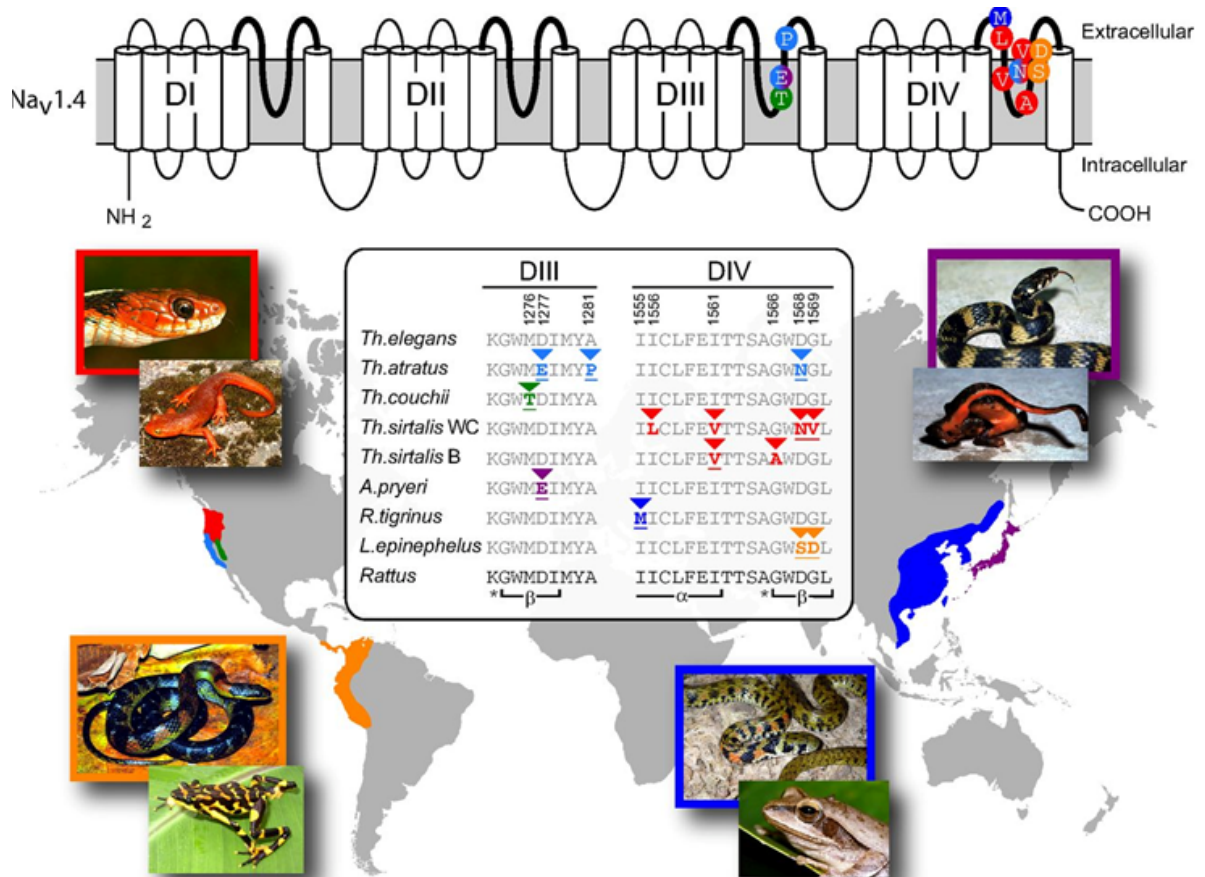 M
L
P
V D
E
V N S
T
A
Extracellular
Intracellular
Nav1.4
DI
DII
DIII
DIV
NH2
COOH
DIII DIV
1276 1277 1281 1555 1556 1561 1566 1568 1569
Th.elegans KGWMDIMYA IICLFEITTSAGWDGL
Th.atratus KGWMEIMYP IICLFEITTSAGWNGL
Th.couchii KGWTDIMYA IICLFEITTSAGWDGL
Th.sirtalis WC KGWMDIMYA ILCLFEVTTSAGWNVL
Th.sirtalis B KGWMDIMYA IICLFEVTTSAAWDGL
A.pryeri KGWMEIMYA IICLFEITTSAGWDGL
R.tigrinus KGWMDIMYA MICLFEITTSAGWDGL
L.epinephelus KGWMDIMYA IICLFEITTSAGWSDL
Rattus KGWMDIMYA IICLFEITTSAGWDGL
* β α * β